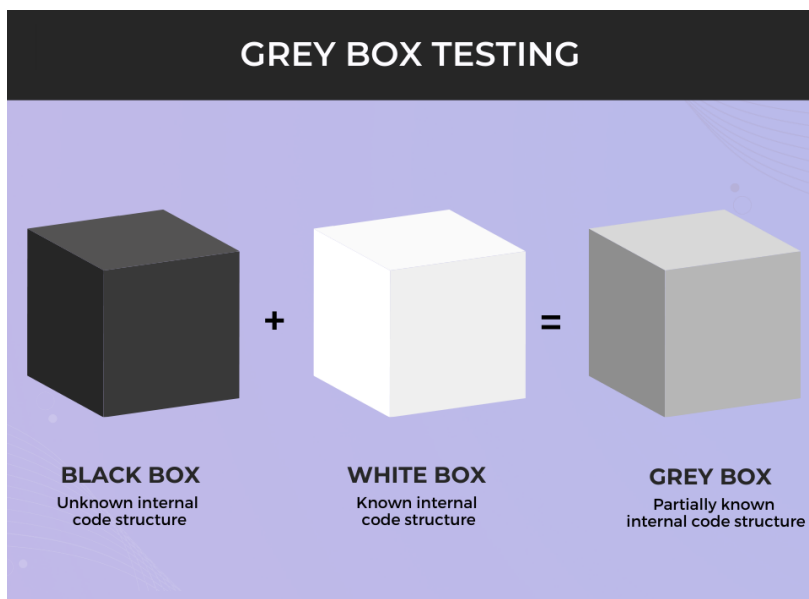 GREY BOX TESTING
+
=
BLACK BOX
Unknown internal
code structure
WHITE BOX
Known internal
code structure
GREY BOX
Partially known
internal code structure